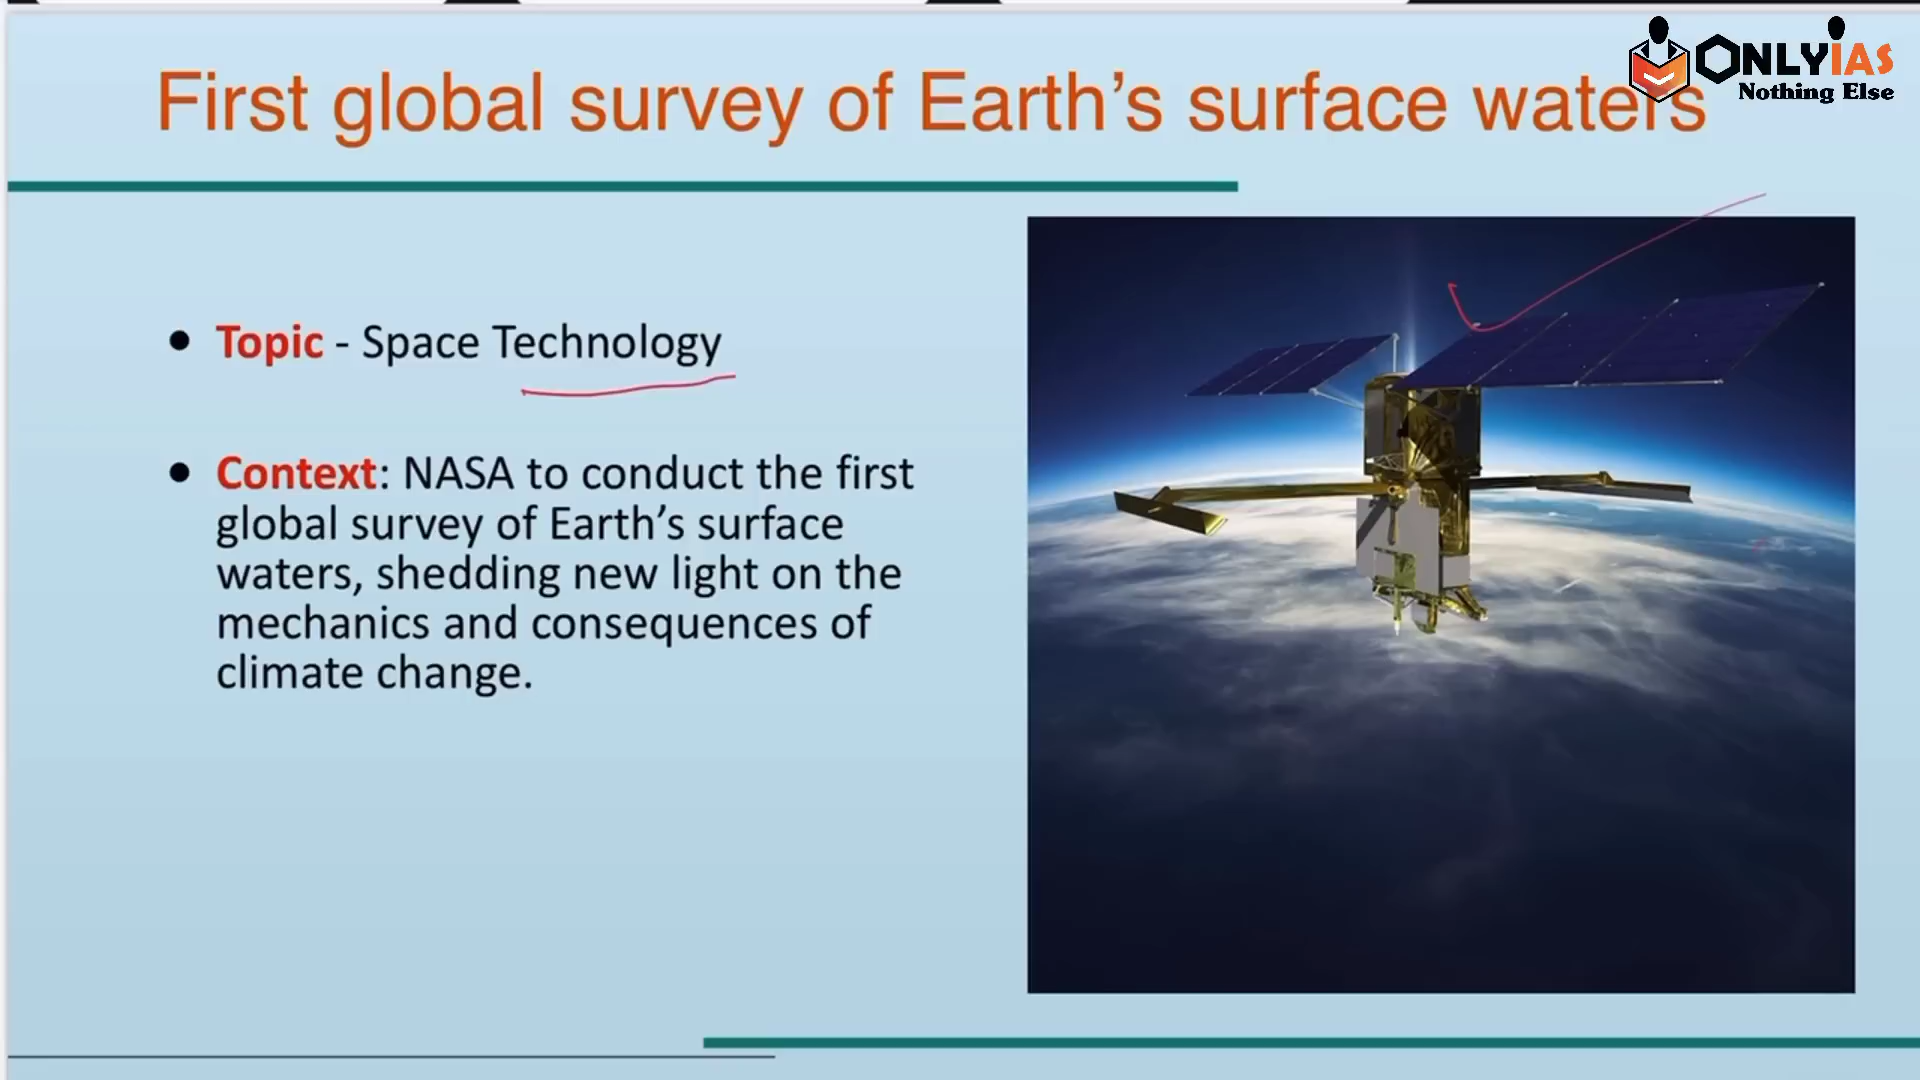 ONLYIAS
Nothing Else
First global survey of Earth’s surface waters
• Topic - Space Technology
• Context: NASA to conduct the first
global survey of Earth’s surface
waters, shedding new light on the
mechanics and consequences of
climate change.